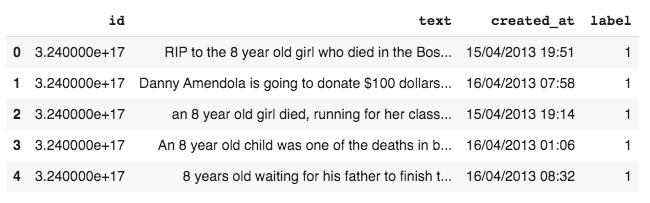 id text created_at label
0 3.240000e+17 RIP to the 8 year old girl who died in the Bos... 15/04/2013 19:51 1
1 3.240000e+17 Danny Amendola is going to donate $100 dollars... 16/04/2013 07:58 1
2 3.240000e+17 an 8 year old girl died, running for her class... 15/04/2013 19:14 1
3 3.240000e+17 An 8 year old child was one of the deaths in b... 16/04/2013 01:06 1
4 3.240000e+17 8 years old waiting for his father to finish t... 16/04/2013 08:32 1